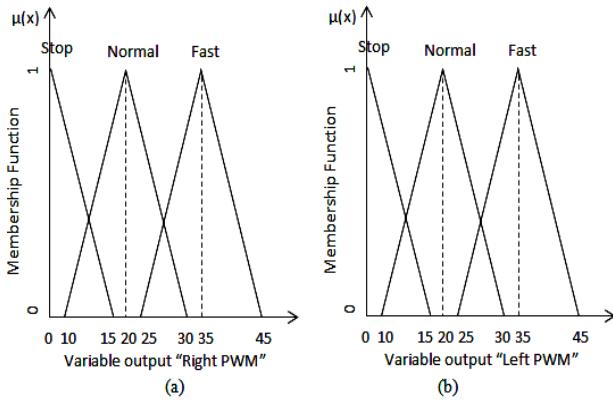 μ(x)
Stop
Normal
Fast
1
Membership Function
0
0 10 15 20 25 30 35 45
Variable output “Right PWM”
(a)
μ(x)
Stop
Normal
Fast
1
Membership Function
0
0 10 15 20 25 30 35 45
Variable output “Left PWM”
(b)